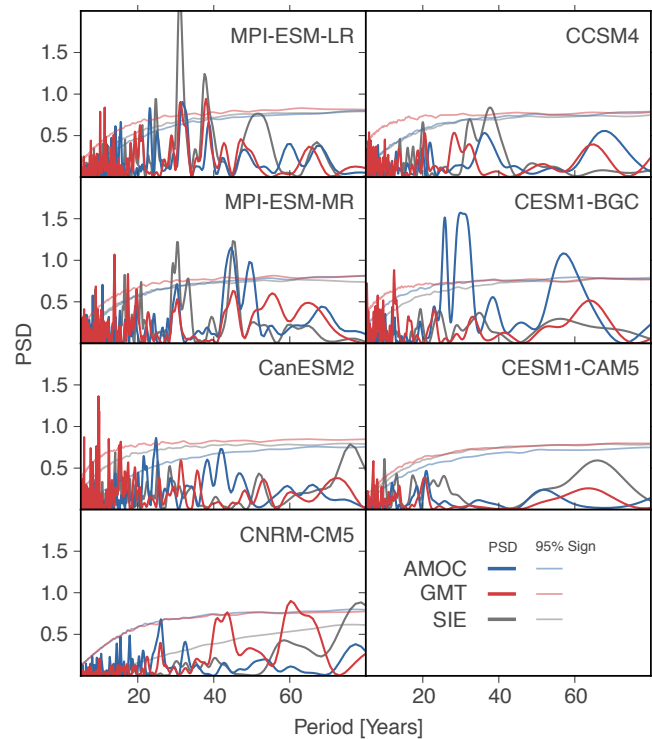 MPI-ESM-LR
CCSM4
1.5
1.0
0.5
MPI-ESM-MR
CESM1-BGC
1.5
1.0
0.5
PSD
CanESM2
CESM1-CAM5
1.5
1.0
0.5
CNRM-CM5
1.5
1.0
0.5
PSD 95% Sign
AMOC
GMT
SIE
20 40 60
20 40 60
Period [Years]